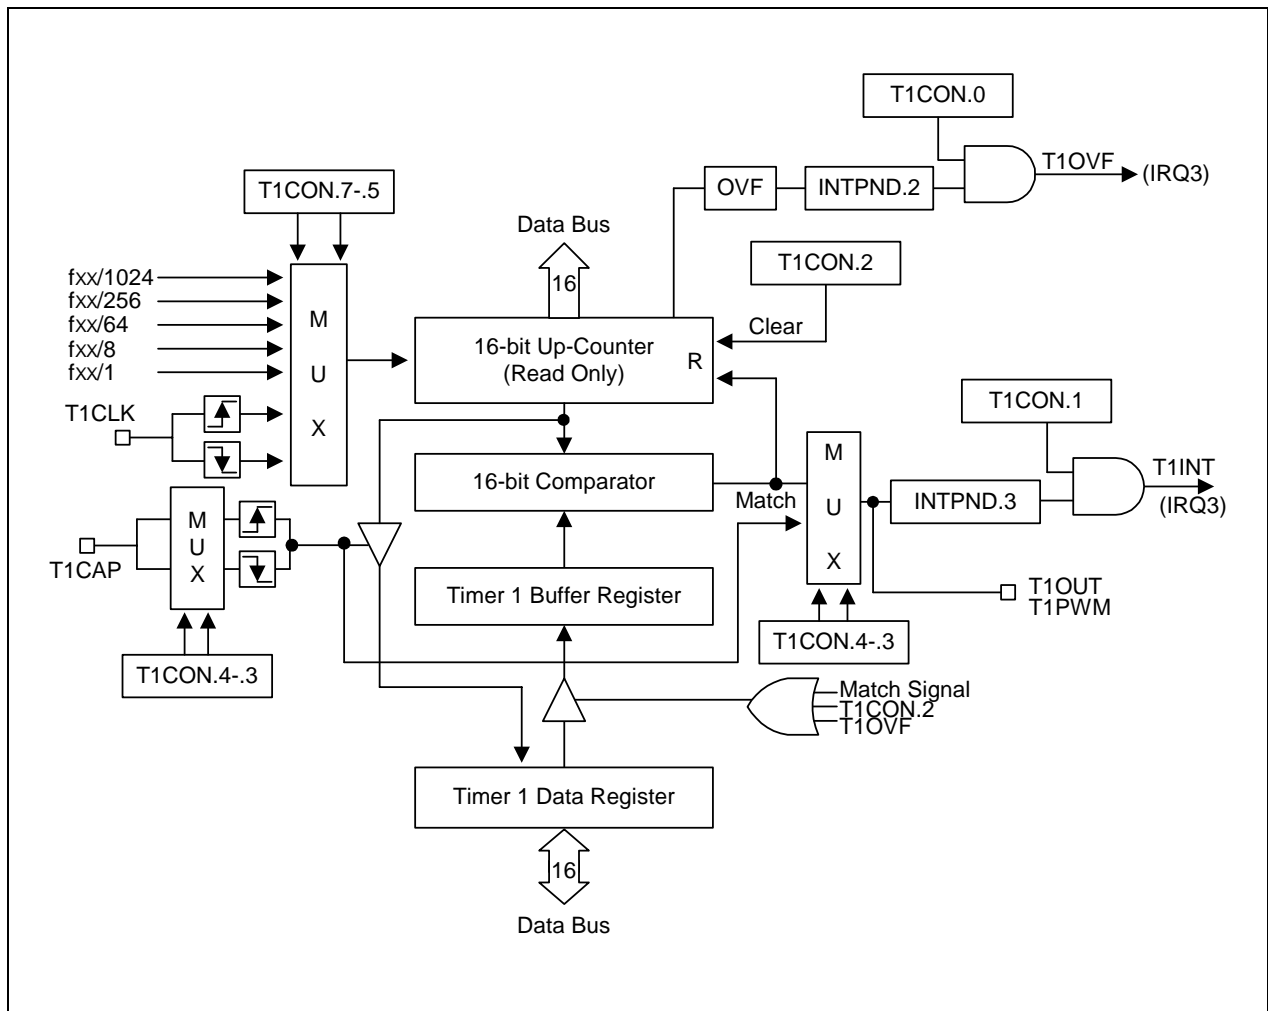 T1CON.0
T1OVF
(IRQ3)
OVF
INTPND.2
T1CON.7-.5
Data Bus
16
T1CON.2
fxx/1024
fxx/256
fxx/64
fxx/8
fxx/1
M
U
X
16-bit Up-Counter
(Read Only)
R
Clear
T1CLK
T1CON.1
T1INT
(IRQ3)
16-bit Comparator
Match
M
U
X
INTPND.3
M
U
X
T1CAP
Timer 1 Buffer Register
T1OUT
T1PWM
T1CON.4-.3
T1CON.4-.3
Match Signal
T1CON.2
T1OVF
Timer 1 Data Register
16
Data Bus